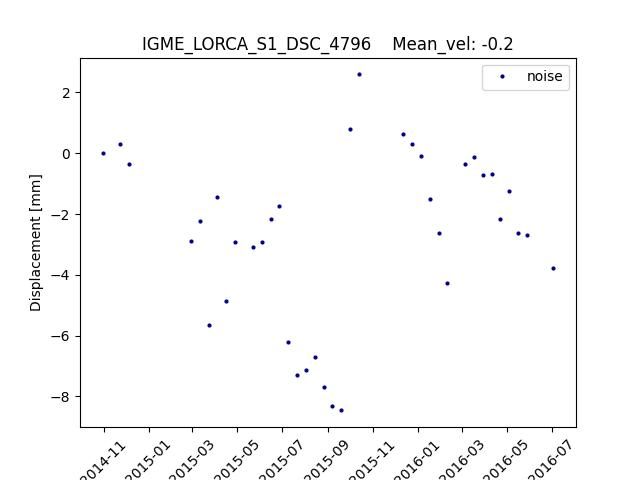 IGME_LORCA_S1_DSC_4796    Mean_vel: -0.2
noise
Displacement [mm]
2
0
−2
−4
−6
−8
2014-11 2015-01 2015-03 2015-05 2015-07 2015-09 2015-11 2016-01 2016-03 2016-05 2016-07